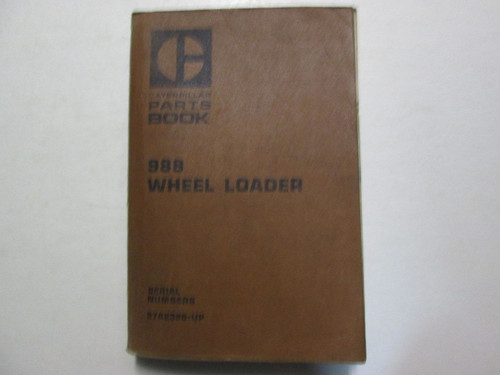 CATERPILLAR
PARTS
BOOK
988
WHEEL LOADER
SERIAL
NUMBERS